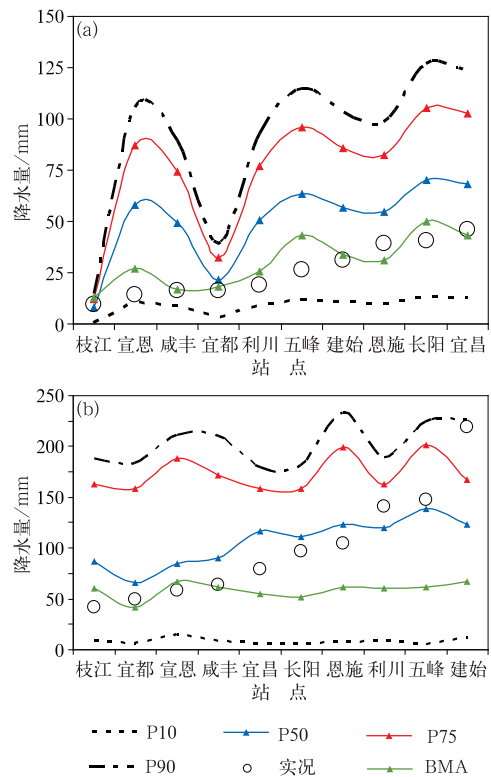 (a)
降水量/mm
150
125
100
75
50
25
0
枝江 宣恩 咸丰 宜都 利川 五峰 建始 恩施 长阳 宜昌
站 点
(b)
降水量/mm
250
200
150
100
50
0
枝江 宜都 宣恩 咸丰 宜昌 长阳 恩施 利川 五峰 建始
站 点
P10 P50 P75
P90 实况 BMA